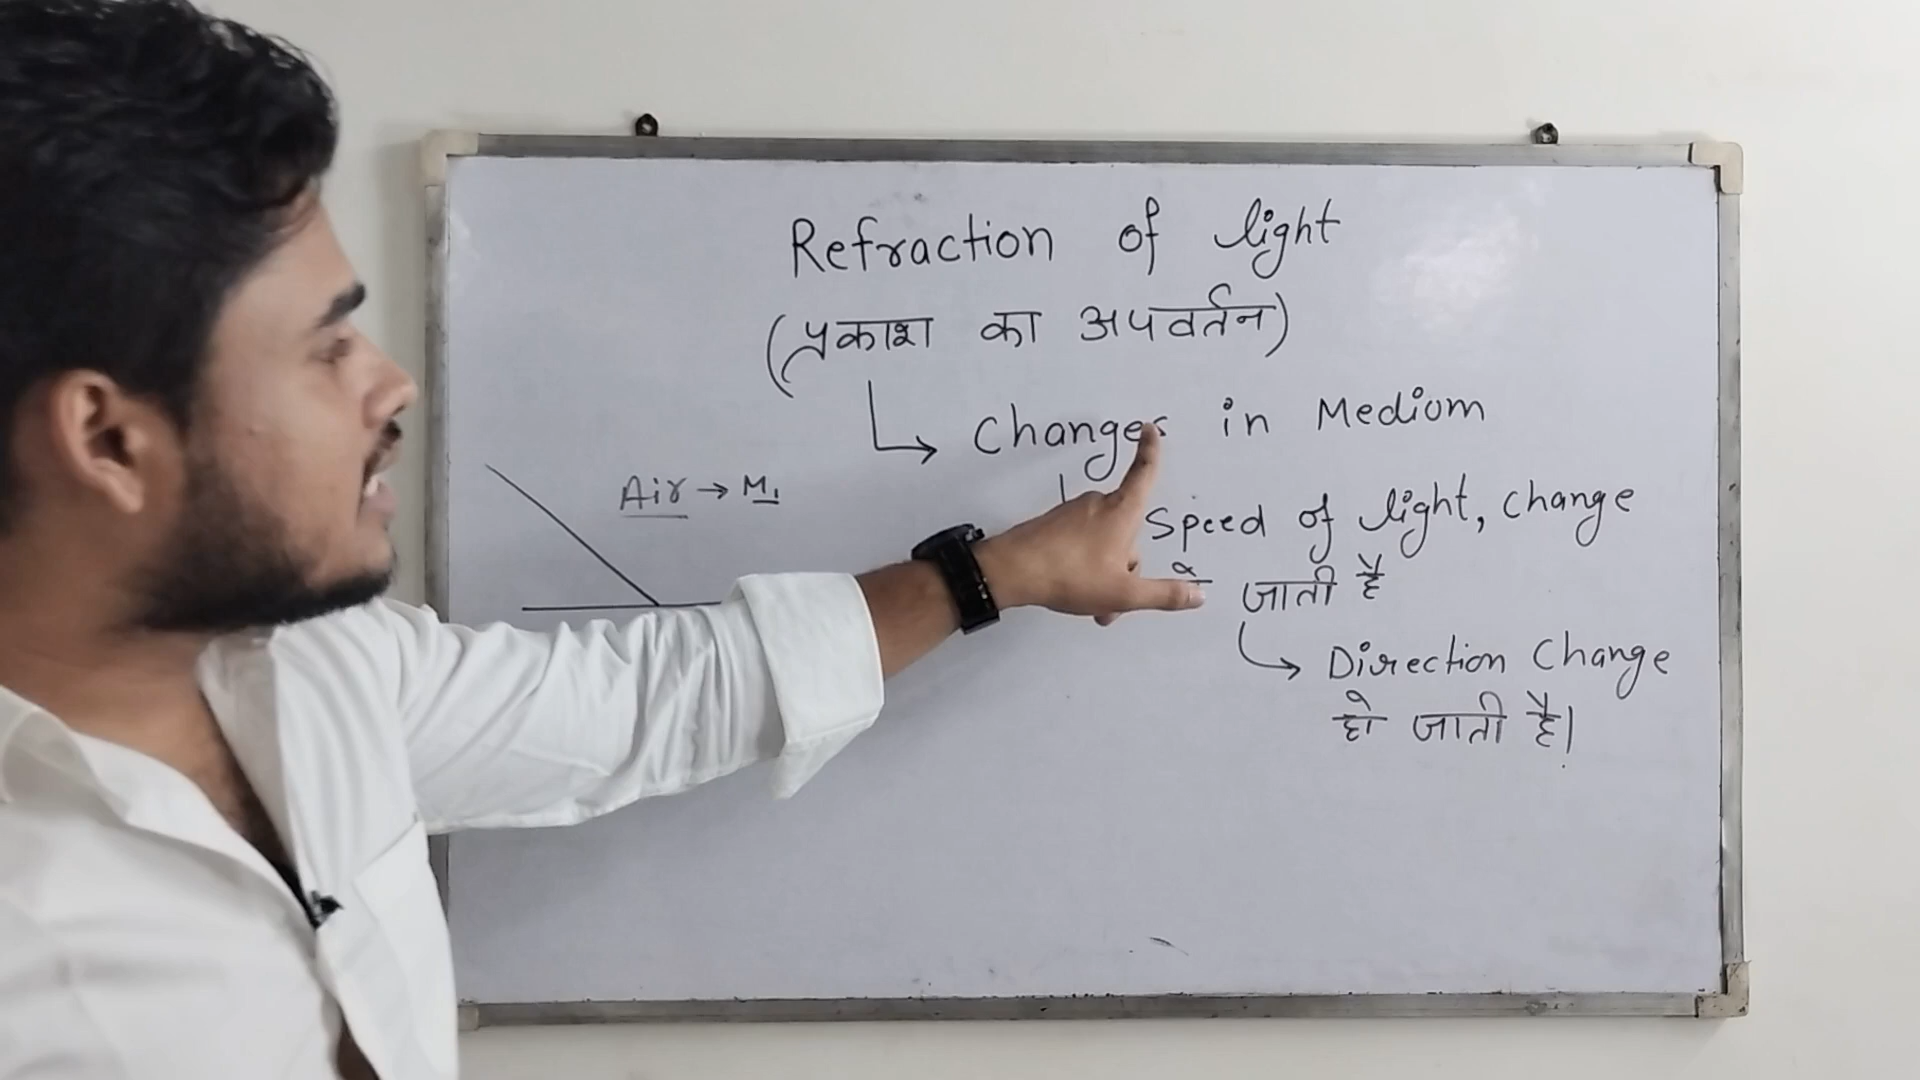 Refraction of light
(प्रकाश का अपवर्तन)
Changes in Medium
Air → M₁
Speed of light, change
जाती है
Direction Change
हो जाती है।